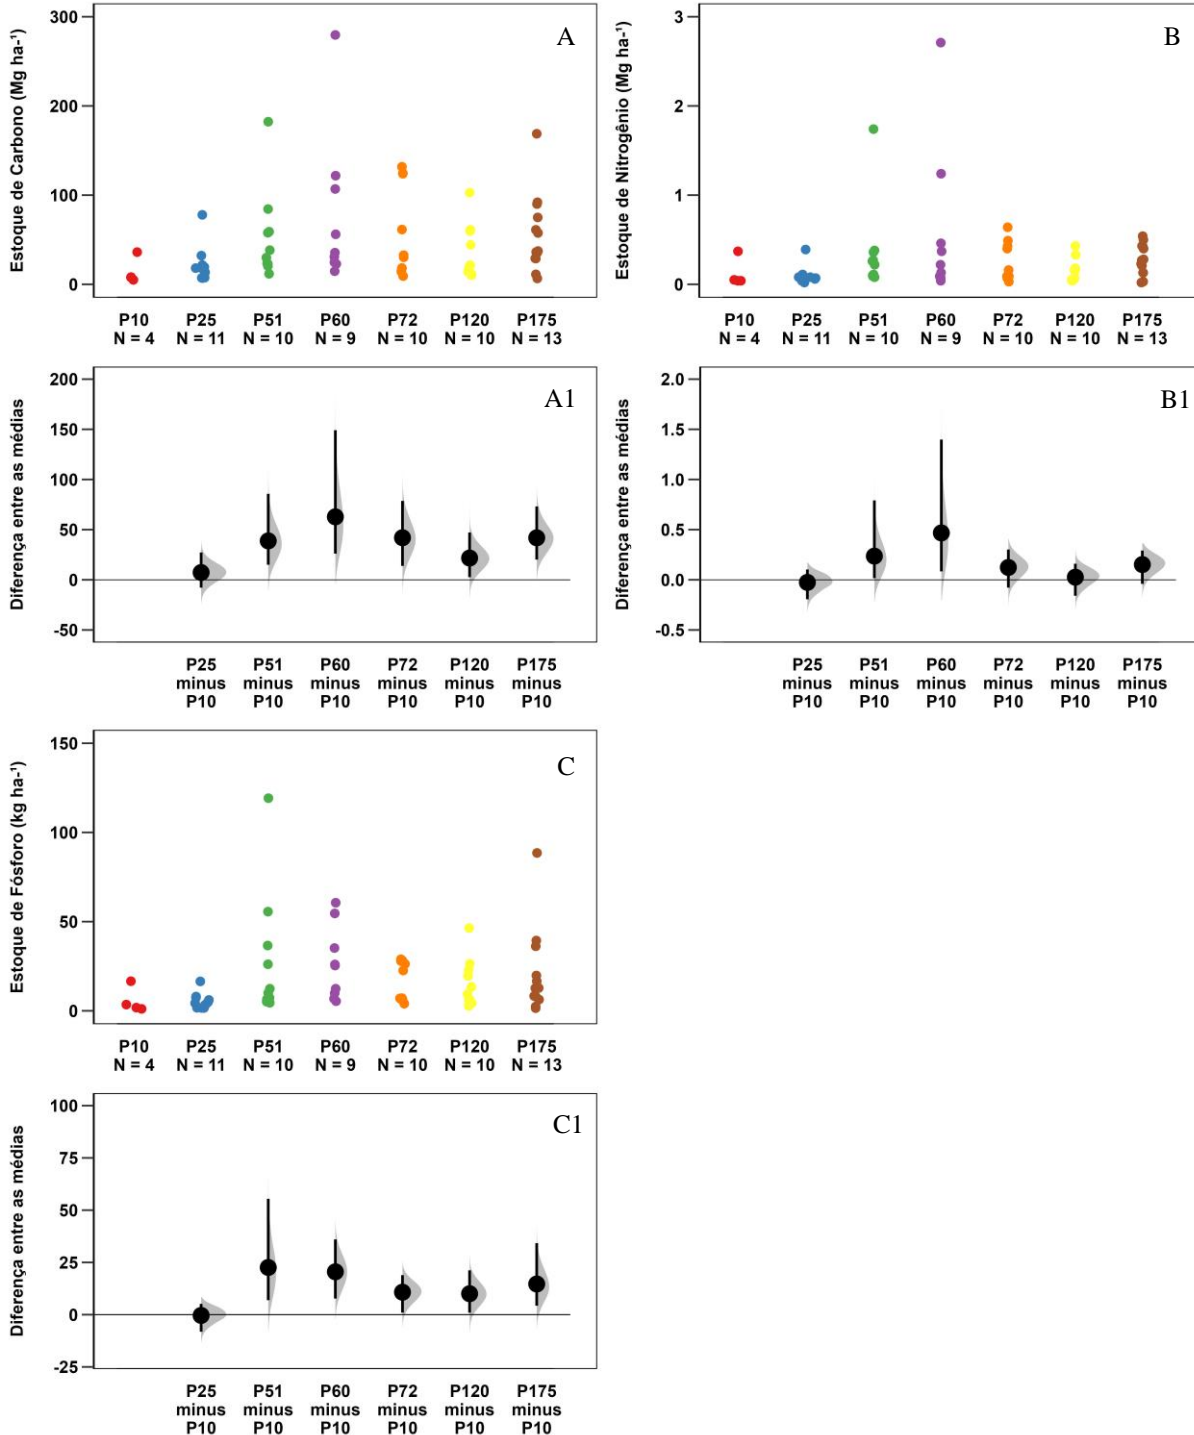 Estoque de Carbono (Mg ha-¹)
300
200
100
0
A
P10 P25 P51 P60 P72 P120 P175
N = 4 N = 11 N = 10 N = 9 N = 10 N = 10 N = 13
Estoque de Nitrogênio (Mg ha-¹)
3
2
1
0
B
P10 P25 P51 P60 P72 P120 P175
N = 4 N = 11 N = 10 N = 9 N = 10 N = 10 N = 13
Diferença entre as médias
200
150
100
50
0
-50
A1
P25 P51 P60 P72 P120 P175
minus minus minus minus minus minus
P10 P10 P10 P10 P10 P10
Diferença entre as médias
2.0
1.5
1.0
0.5
0.0
-0.5
B1
P25 P51 P60 P72 P120 P175
minus minus minus minus minus minus
P10 P10 P10 P10 P10 P10
Estoque de Fósforo (kg ha-¹)
150
100
50
0
C
P10 P25 P51 P60 P72 P120 P175
N = 4 N = 11 N = 10 N = 9 N = 10 N = 10 N = 13
Diferença entre as médias
100
75
50
25
0
-25
C1
P25 P51 P60 P72 P120 P175
minus minus minus minus minus minus
P10 P10 P10 P10 P10 P10